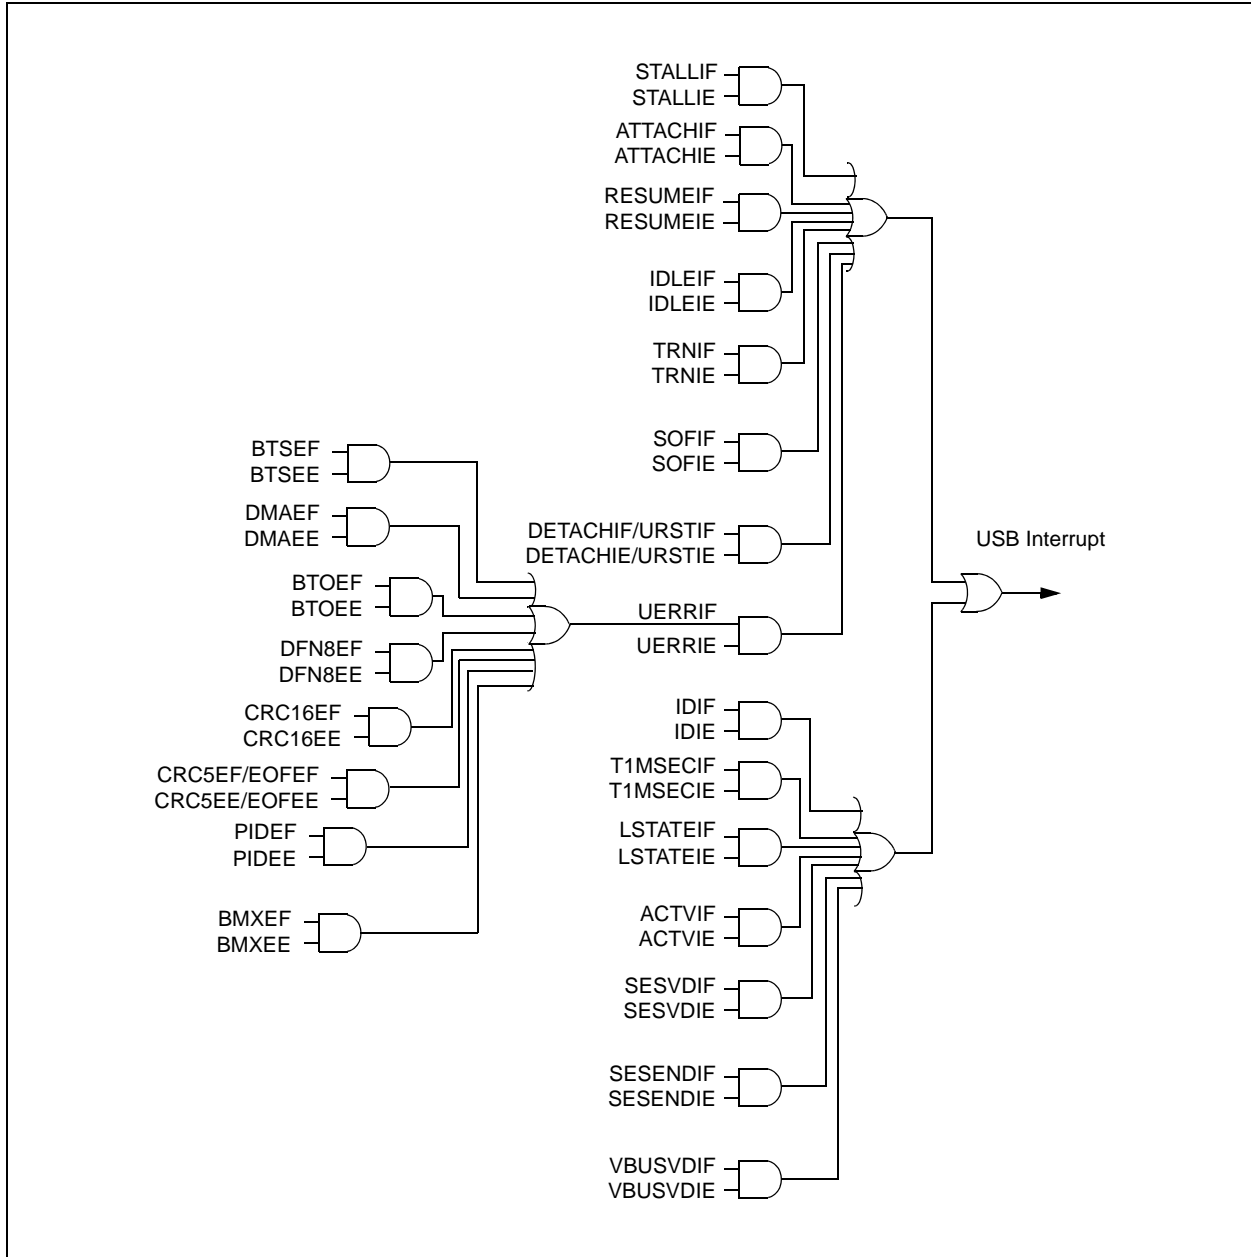 STALLIF
STALLIE
ATTACHIF
ATTACHIE
RESUMEIF
RESUMEIE
IDLEIF
IDLEIE
TRNIF
TRNIE
SOFIF
SOFIE
DETACHIF/URSTIF
DETACHIE/URSTIE
UERRIF
UERRIE
BTSEF
BTSEE
DMAEF
DMAEE
BTOEF
BTOEE
DFN8EF
DFN8EE
CRC16EF
CRC16EE
CRC5EF/EOFEF
CRC5EE/EOFEE
PIDEF
PIDEE
BMXEF
BMXEE
IDIF
IDIE
T1MSECIF
T1MSECIE
LSTATEIF
LSTATEIE
ACTVIF
ACTVIE
SESVDIF
SESVDIE
SESENDIF
SESENDIE
VBUSVDIF
VBUSVDIE
USB Interrupt